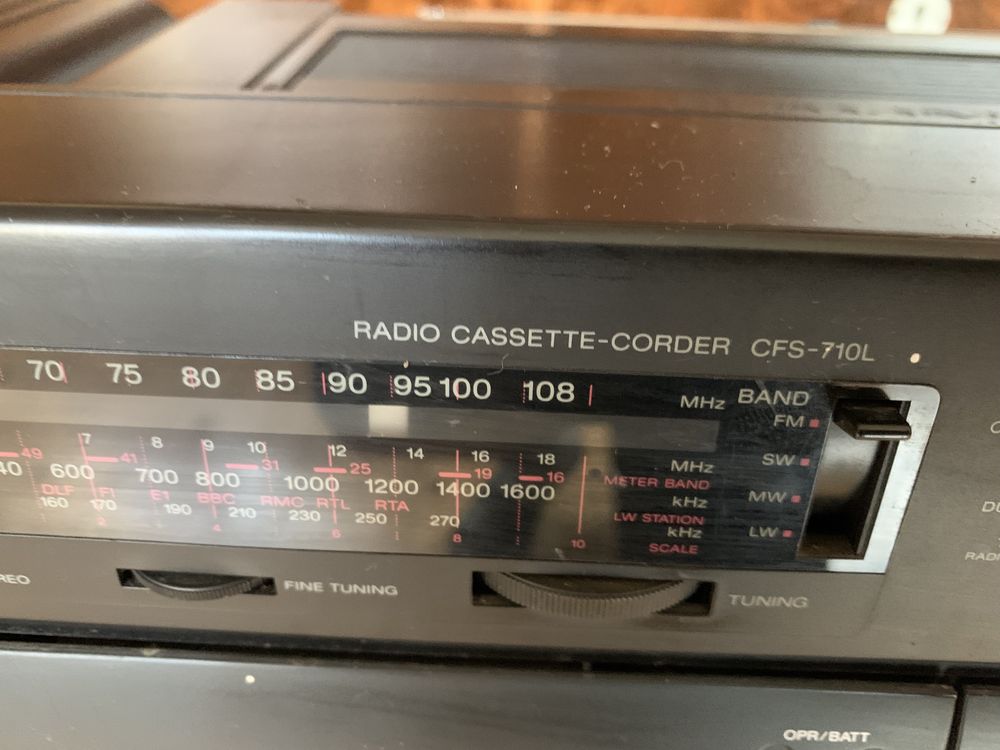 RADIO CASSETTE-CORDER CFS-710L
70 75 80 85 90 95 100 108 MHz BAND
FM
7 8 9 10 12 14 16 18 MHz SW
49 41 31 25 19 16 METER BAND
40 600 700 800 1000 1200 1400 1600 kHz MW
DLF F1 E1 BBC RMC RTL RTA LW STATION
160 170 190 210 230 250 270 kHz LW
2 4 6 8 10 SCALE
REO FINE TUNING TUNING
OPR/BATT